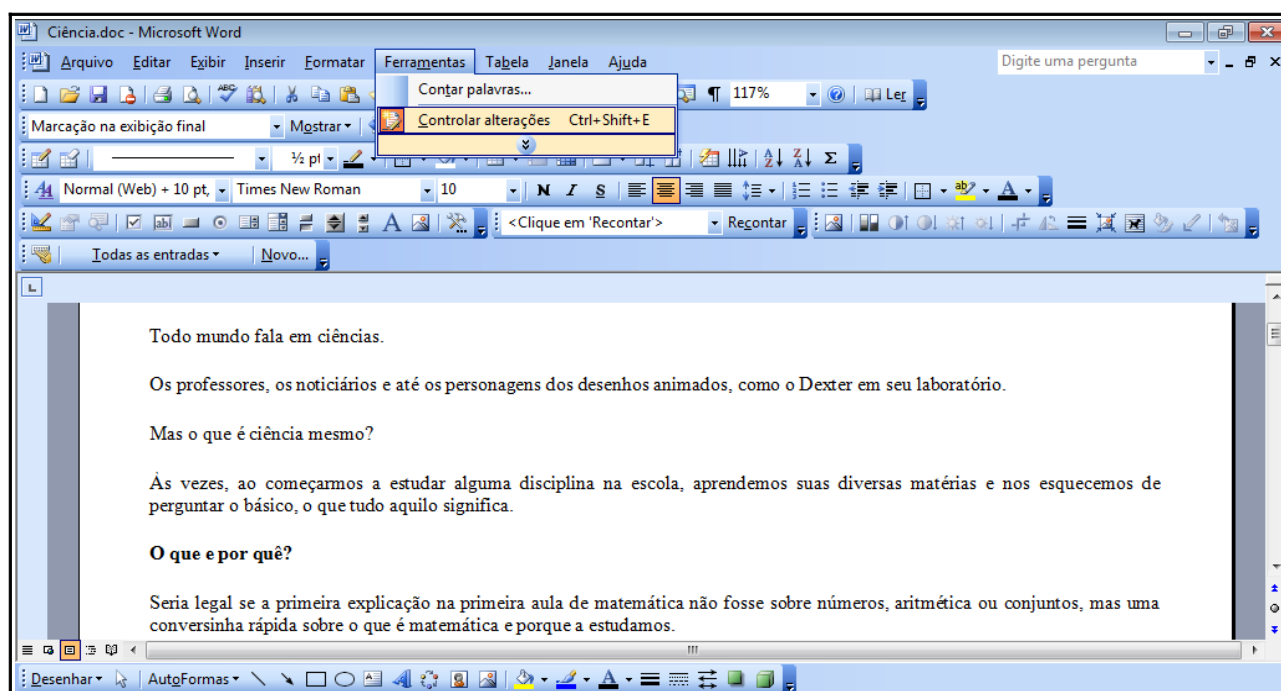 Ciência.doc - Microsoft Word
Arquivo Editar Exibir Inserir Formatar Ferramentas Tabela Janela Ajuda Digite uma pergunta
Contar palavras...
117% Ler
Marcação na exibição final Mostrar
Controlar alterações Ctrl+Shift+E
½ pt
Normal (Web) + 10 pt, Times New Roman 10 N I S
<Clique em 'Recontar'> Recontar
Todas as entradas Novo...
Todo mundo fala em ciências.
Os professores, os noticiários e até os personagens dos desenhos animados, como o Dexter em seu laboratório.
Mas o que é ciência mesmo?
Às vezes, ao começarmos a estudar alguma disciplina na escola, aprendemos suas diversas matérias e nos esquecemos de
perguntar o básico, o que tudo aquilo significa.
O que e por quê?
Seria legal se a primeira explicação na primeira aula de matemática não fosse sobre números, aritmética ou conjuntos, mas uma
conversinha rápida sobre o que é matemática e porque a estudamos.
Desenhar AutoFormas